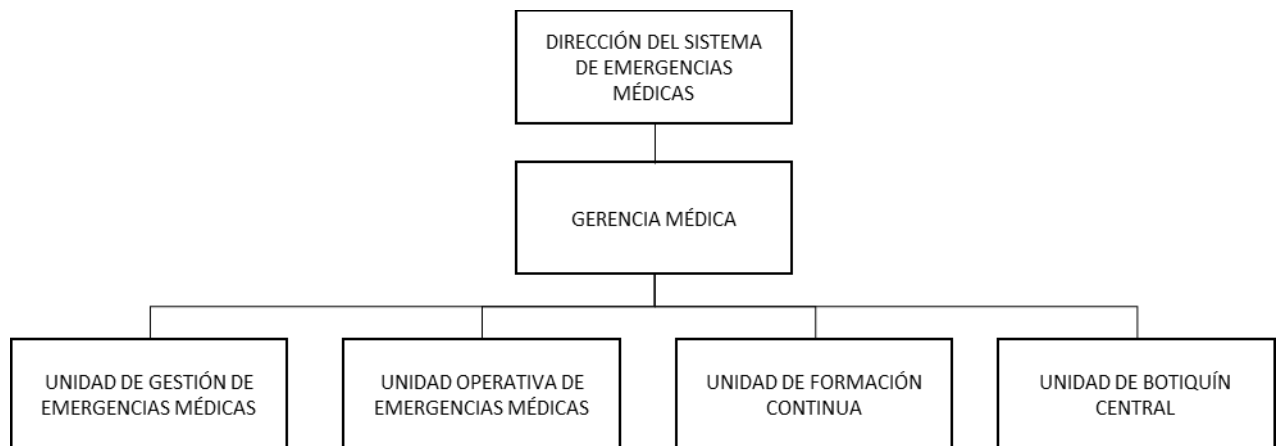 DIRECCIÓN DEL SISTEMA
DE EMERGENCIAS
MÉDICAS
GERENCIA MÉDICA
UNIDAD DE GESTIÓN DE
EMERGENCIAS MÉDICAS
UNIDAD OPERATIVA DE
EMERGENCIAS MÉDICAS
UNIDAD DE FORMACIÓN
CONTINUA
UNIDAD DE BOTIQUÍN
CENTRAL